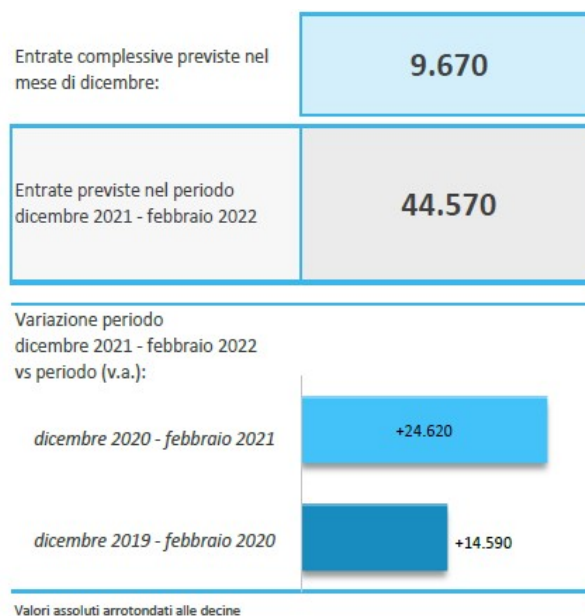 Entrate complessive previste nel
mese di dicembre:
9.670
Entrate previste nel periodo
dicembre 2021 - febbraio 2022
44.570
Variazione periodo
dicembre 2021 - febbraio 2022
vs periodo (v.a.):
dicembre 2020 - febbraio 2021
+24.620
dicembre 2019 - febbraio 2020
+14.590
Valori assoluti arrotondati alle decine